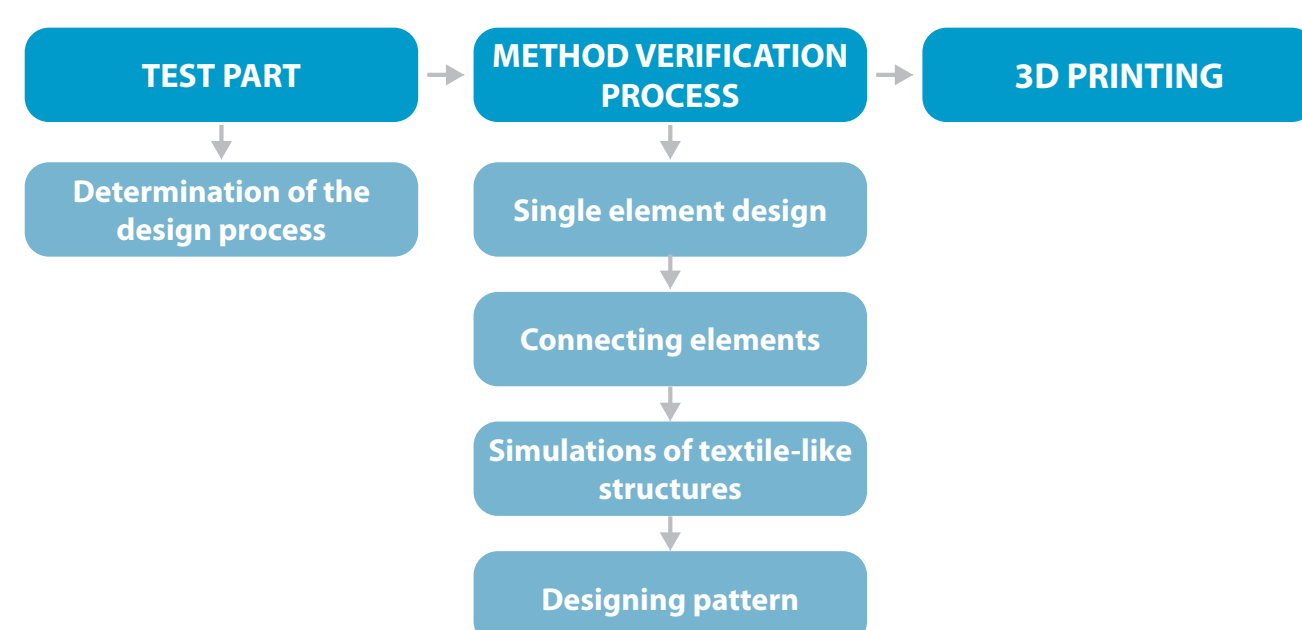 TEST PART
METHOD VERIFICATION
PROCESS
3D PRINTING
Determination of the
design process
Single element design
Connecting elements
Simulations of textile-like
structures
Designing pattern